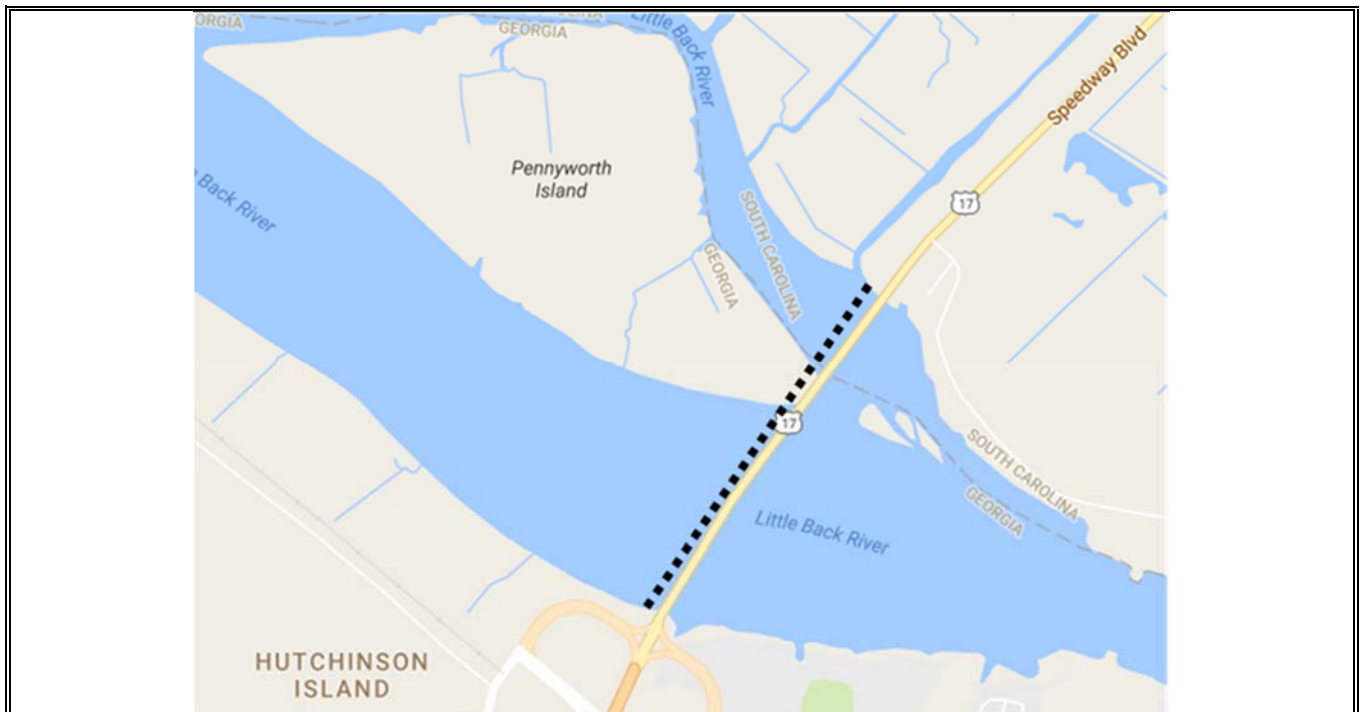 ORGIA
GEORGIA
Little Back River
Speedway Blvd
Pennyworth
Island
17
Back River
SOUTH CAROLINA
GEORGIA
17
SOUTH CAROLINA
GEORGIA
Little Back River
HUTCHINSON
ISLAND